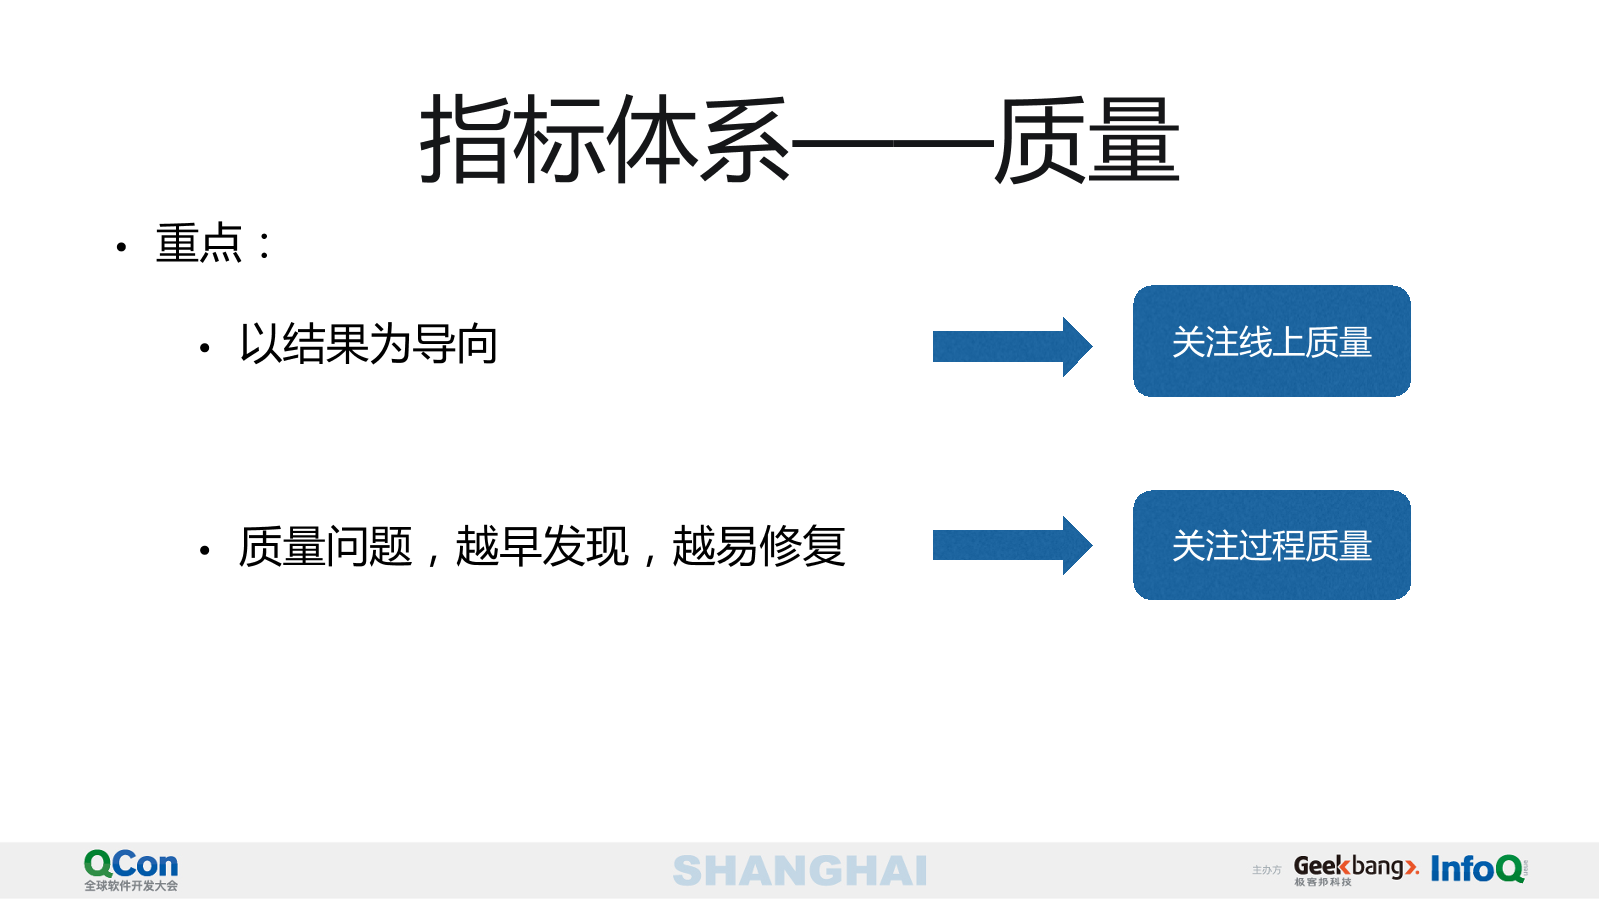 指标体系——质量
• 重点：
• 以结果为导向
关注线上质量
• 质量问题，越早发现，越易修复
关注过程质量
QCon
全球软件开发大会
SHANGHAI
主办方
Geekbang
极客邦科技
InfoQ